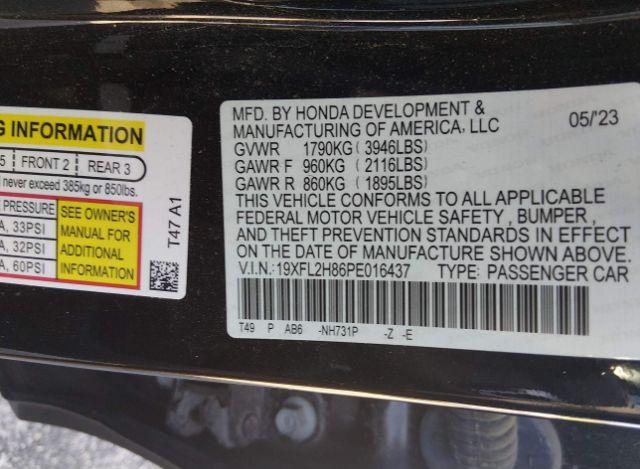 G INFORMATION
5 FRONT 2 REAR 3
never exceed 385kg or 850lbs.
PRESSURE
A, 33PSI
A, 32PSI
A, 60PSI
SEE OWNER'S
MANUAL FOR
ADDITIONAL
INFORMATION
T47 A1
MFD. BY HONDA DEVELOPMENT &
MANUFACTURING OF AMERICA, LLC 05/'23
GVWR 1790KG (3946LBS)
GAWR F 960KG (2116LBS)
GAWR R 860KG (1895LBS)
THIS VEHICLE CONFORMS TO ALL APPLICABLE
FEDERAL MOTOR VEHICLE SAFETY, BUMPER,
AND THEFT PREVENTION STANDARDS IN EFFECT
ON THE DATE OF MANUFACTURE SHOWN ABOVE.
V.I.N.:19XFL2H86PE016437 TYPE: PASSENGER CAR
T49 P AB6 -NH731P -Z -E